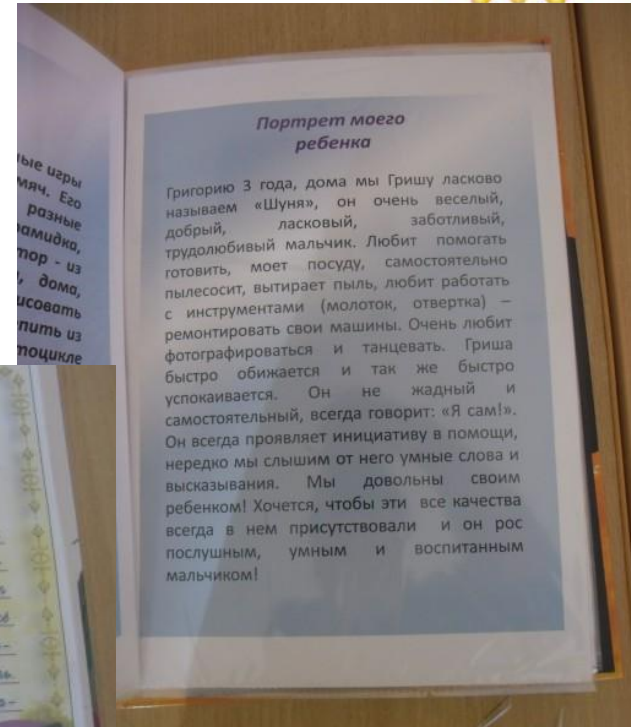 ые игры
мяч. Его
разные
рамидка,
тор - из
, дома,
исовать
пить из
тоцикле
Портрет моего
ребенка
Григорию 3 года, дома мы Гришу ласково
называем «Шуня», он очень веселый,
добрый, ласковый, заботливый,
трудолюбивый мальчик. Любит помогать
готовить, моет посуду, самостоятельно
пылесосит, вытирает пыль, любит работать
с инструментами (молоток, отвертка) –
ремонтировать свои машины. Очень любит
фотографироваться и танцевать. Гриша
быстро обижается и так же быстро
успокаивается. Он не жадный и
самостоятельный, всегда говорит: «Я сам!».
Он всегда проявляет инициативу в помощи,
нередко мы слышим от него умные слова и
высказывания. Мы довольны своим
ребенком! Хочется, чтобы эти все качества
всегда в нем присутствовали и он рос
послушным, умным и воспитанным
мальчиком!